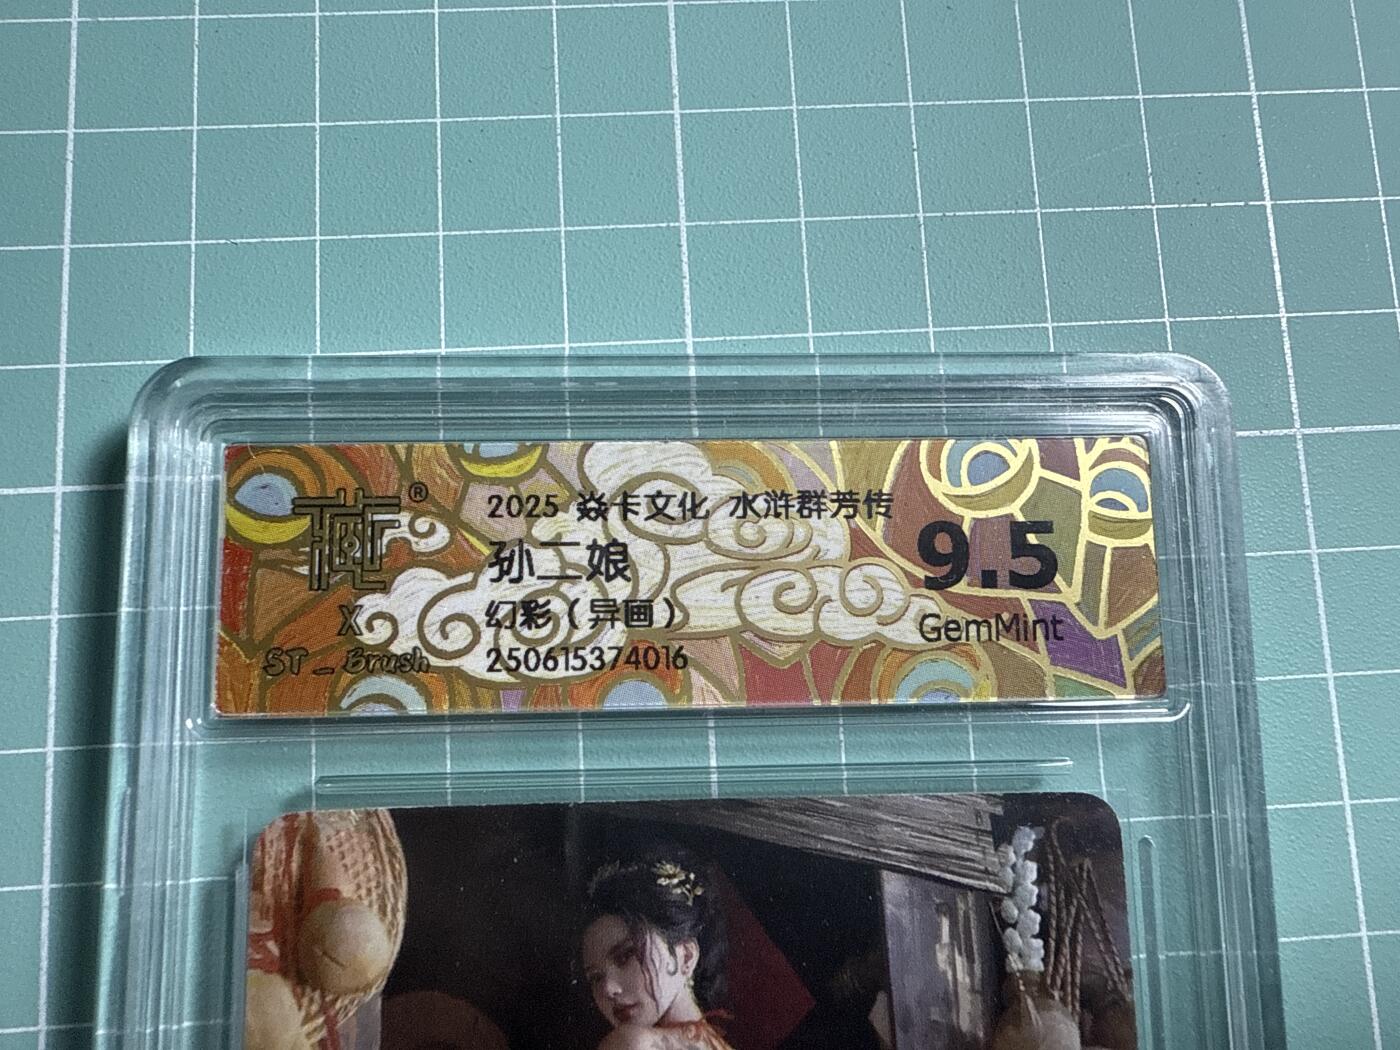 2025 焱卡文化 水浒群芳传
孙二娘
幻彩（异画）
250615374016
9.5
GemMint
®
X
ST_Brush